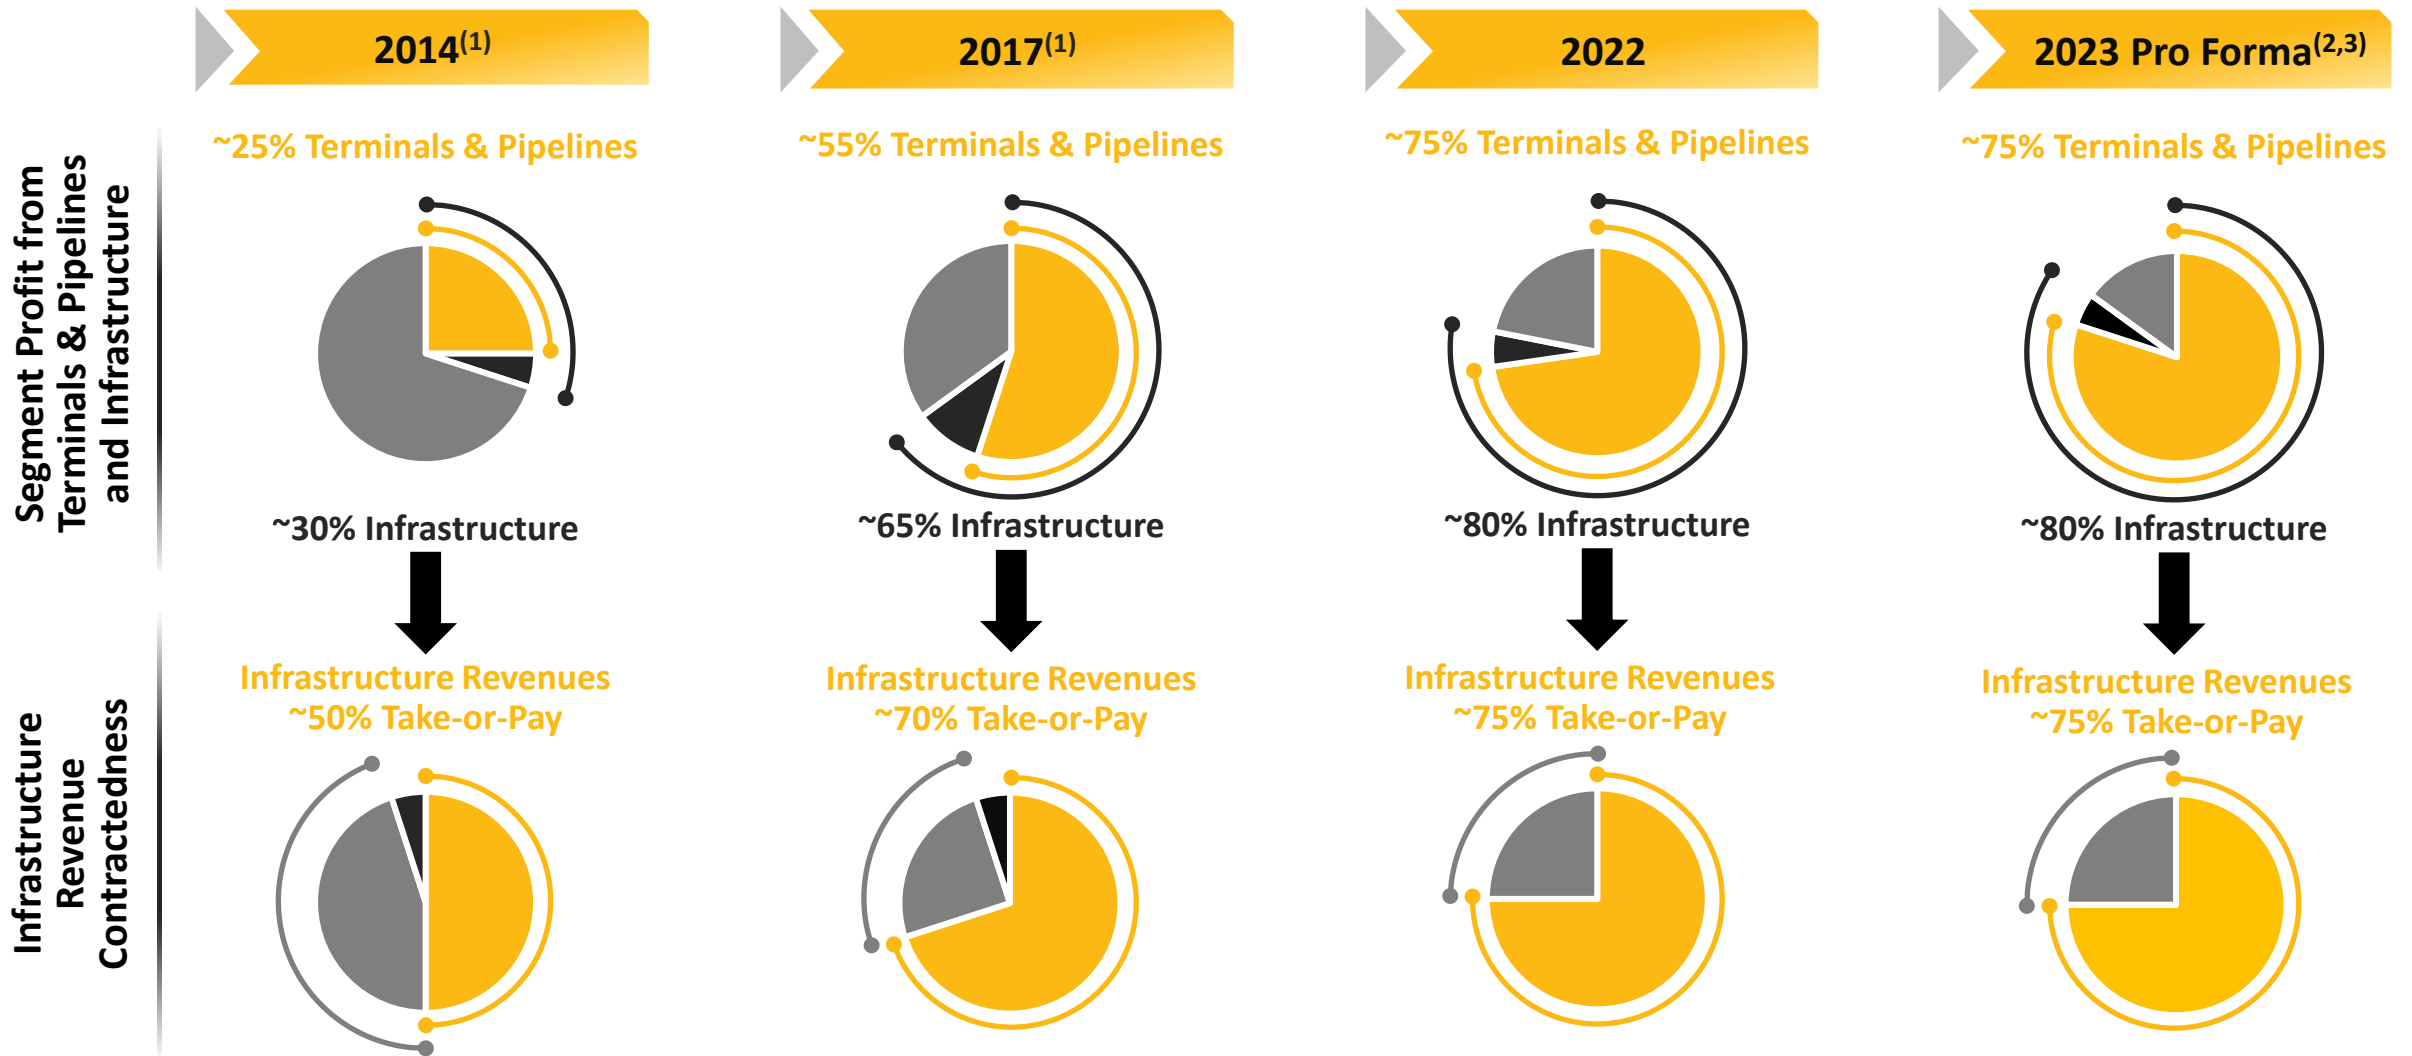 2014(1)
2017(1)
2022
2023 Pro Forma(2,3)
Segment Profit from
Terminals & Pipelines
and Infrastructure
~25% Terminals & Pipelines
~55% Terminals & Pipelines
~75% Terminals & Pipelines
~75% Terminals & Pipelines
~30% Infrastructure
~65% Infrastructure
~80% Infrastructure
~80% Infrastructure
Infrastructure
Revenue
Contractedness
Infrastructure Revenues
~50% Take-or-Pay
Infrastructure Revenues
~70% Take-or-Pay
Infrastructure Revenues
~75% Take-or-Pay
Infrastructure Revenues
~75% Take-or-Pay